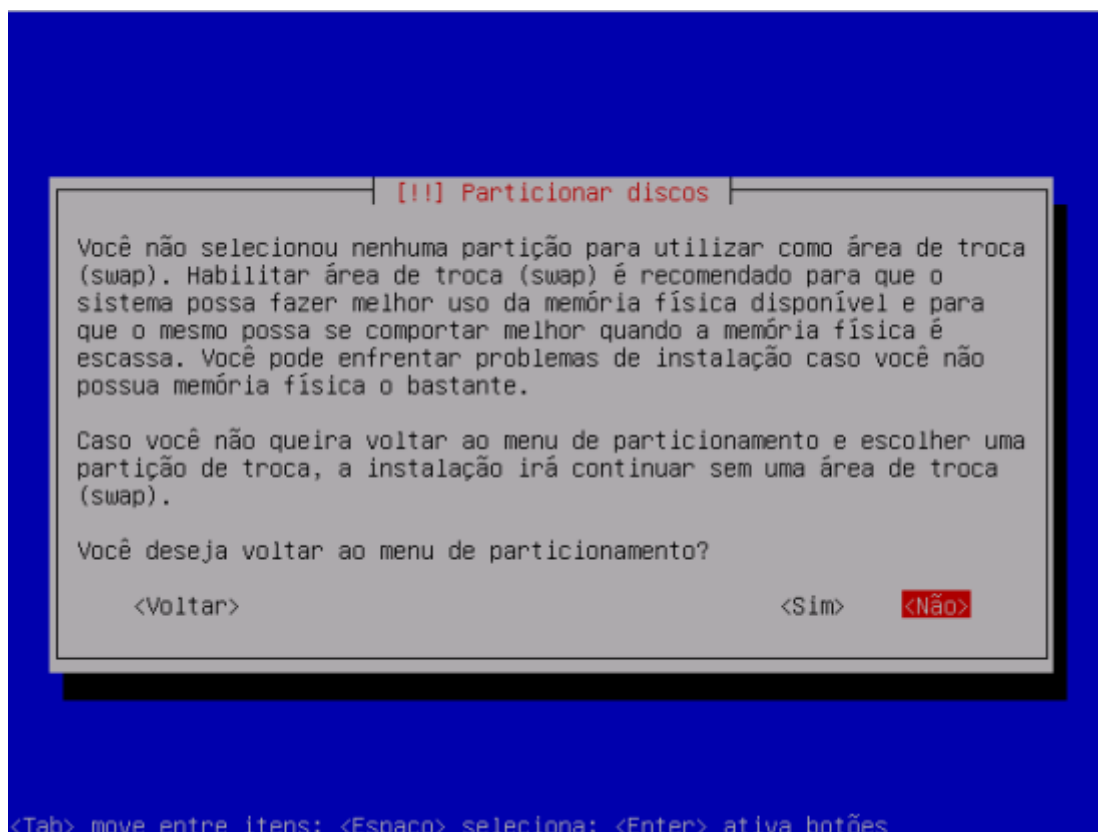 [!!] Particionar discos
Você não selecionou nenhuma partição para utilizar como área de troca
(swap). Habilitar área de troca (swap) é recomendado para que o
sistema possa fazer melhor uso da memória física disponível e para
que o mesmo possa se comportar melhor quando a memória física é
escassa. Você pode enfrentar problemas de instalação caso você não
possua memória física o bastante.
Caso você não queira voltar ao menu de particionamento e escolher uma
partição de troca, a instalação irá continuar sem uma área de troca
(swap).
Você deseja voltar ao menu de particionamento?
<Voltar> <Sim> <Não>
<Tab> move entre itens; <Espaço> seleciona; <Enter> ativa botões